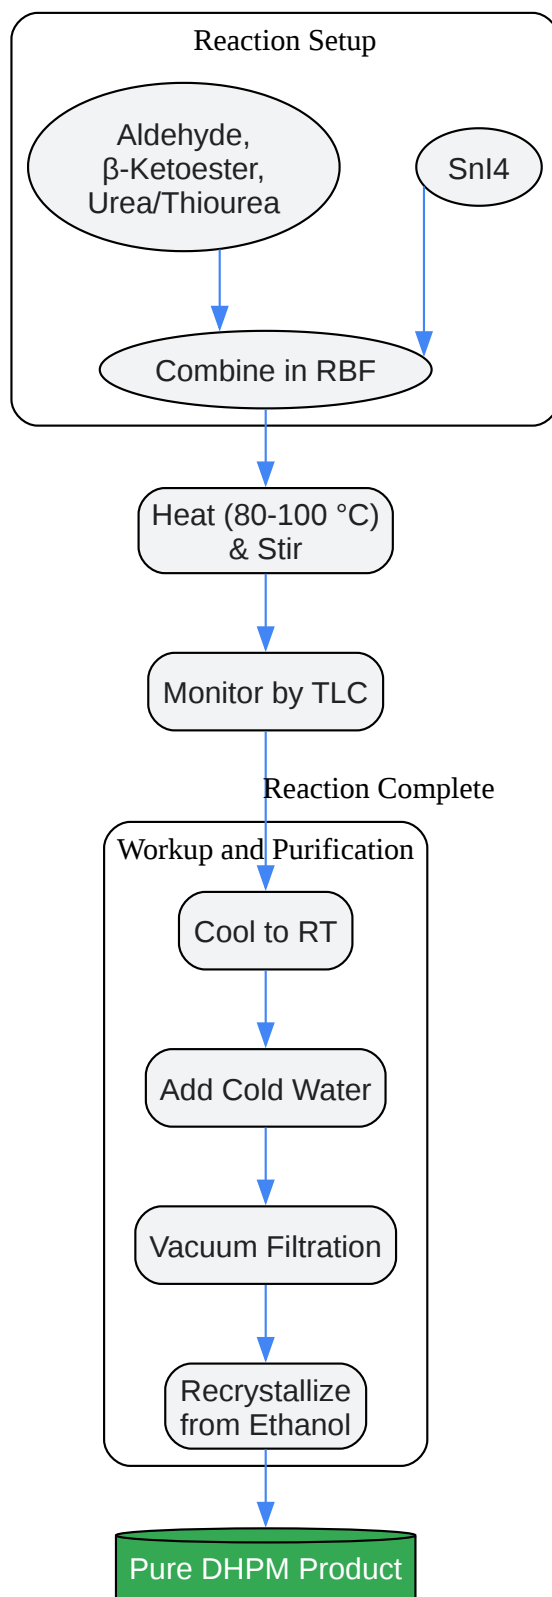 Reaction Setup
Aldehyde,
β-Ketoester,
Urea/Thiourea
SnI4
Combine in RBF
Heat (80-100 °C)
& Stir
Monitor by TLC
Reaction Complete
Workup and Purification
Cool to RT
Add Cold Water
Vacuum Filtration
Recrystallize
from Ethanol
Pure DHPM Product